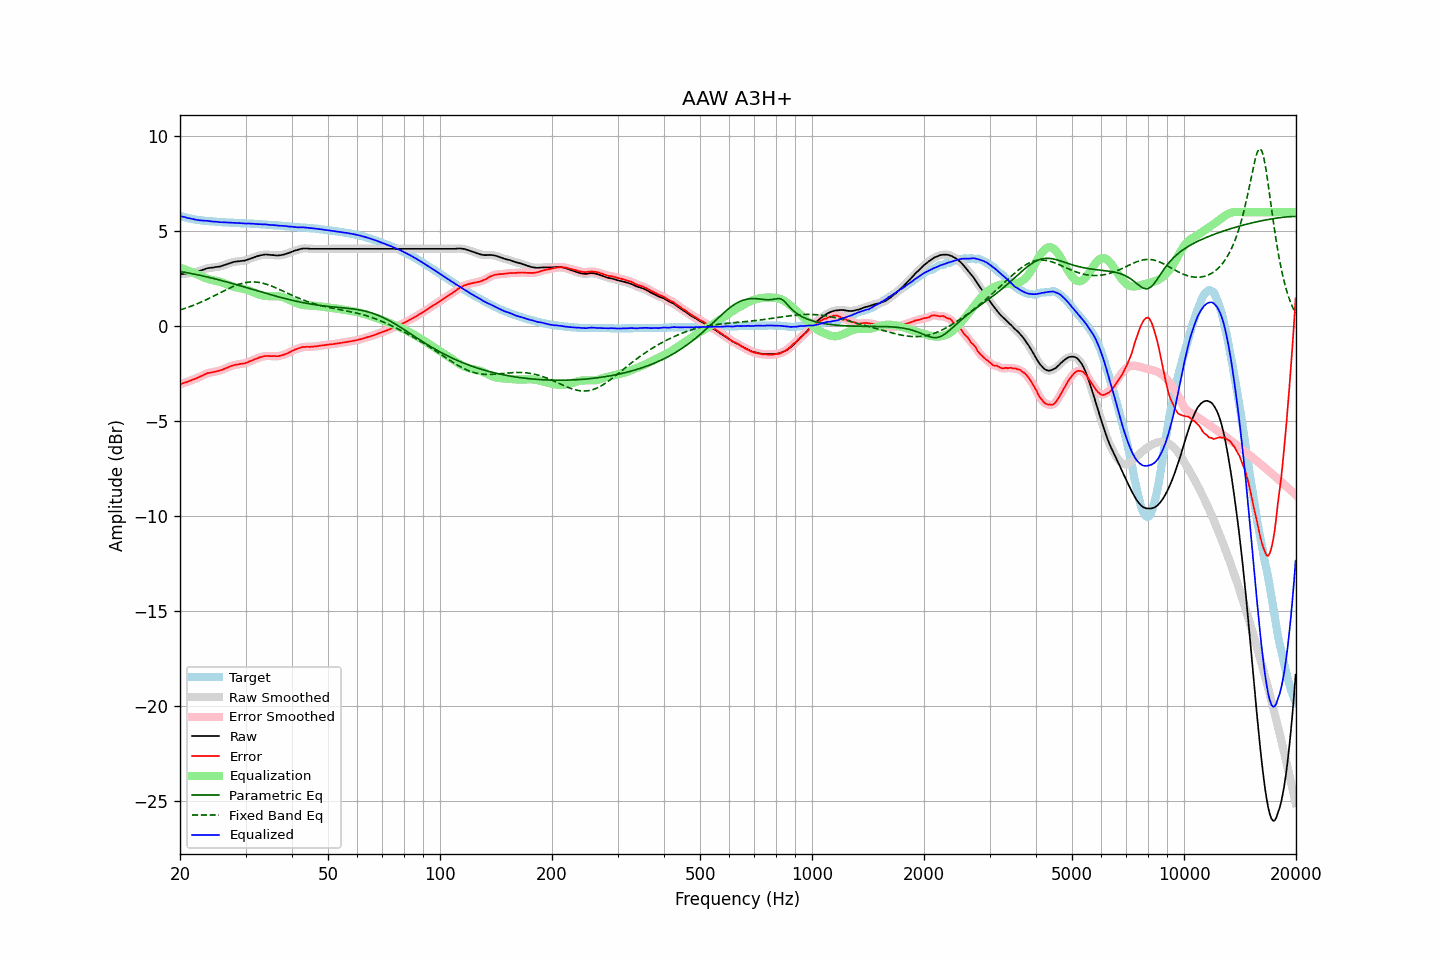 AAW A3H+
10
5
0
−5
−10
−15
−20
−25
Amplitude (dBr)
Target
Raw Smoothed
Error Smoothed
Raw
Error
Equalization
Parametric Eq
Fixed Band Eq
Equalized
20
50
100
200
500
1000
2000
5000
10000
20000
Frequency (Hz)